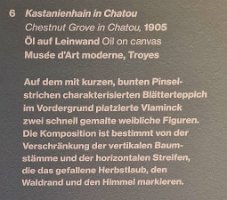 6 Kastanienhain in Chatou
Chestnut Grove in Chatou, 1905
Öl auf Leinwand Oil on canvas
Musée d'Art moderne, Troyes
Auf dem mit kurzen, bunten Pinsel-
strichen charakterisierten Blätterteppich
im Vordergrund platzierte Vlaminck
zwei schnell gemalte weibliche Figuren.
Die Komposition ist bestimmt von der
Verschränkung der vertikalen Baum-
stämme und der horizontalen Streifen,
die das gefallene Herbstlaub, den
Waldrand und den Himmel markieren.